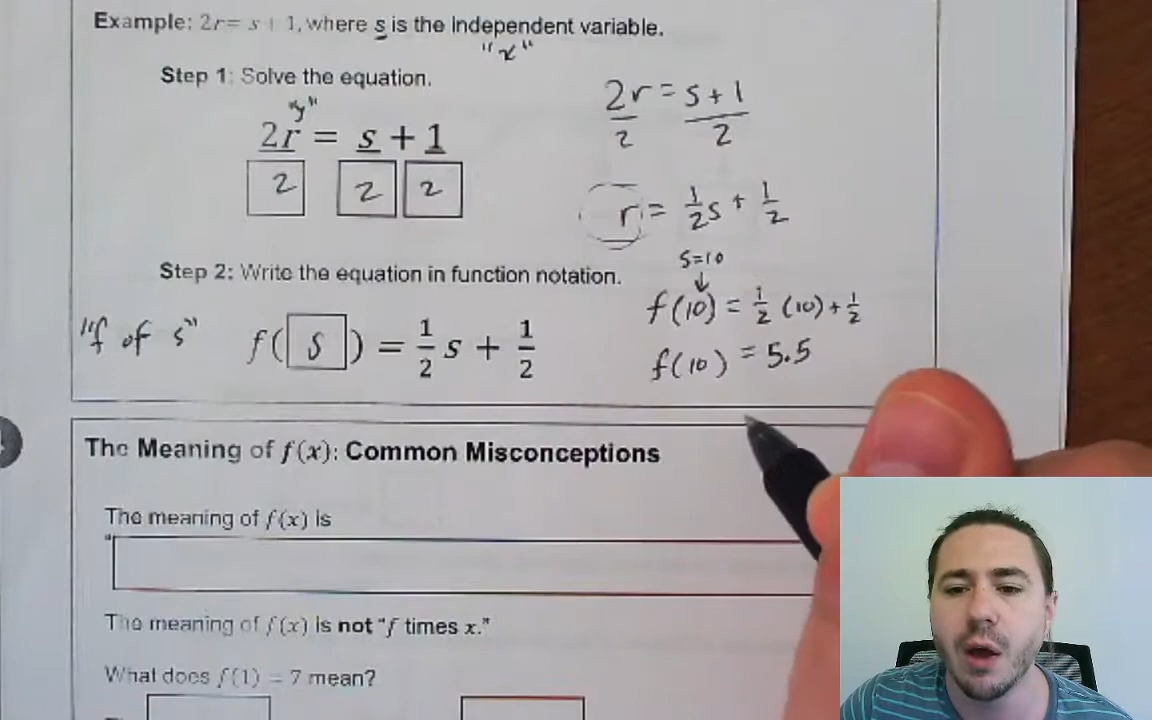 Example: 2r = s + 1, where s is the independent variable.
"x"
Step 1: Solve the equation.
"y"
2r = s + 1
2 2 2
2r = s + 1
2 2
r = 1/2 s + 1/2
Step 2: Write the equation in function notation.
s=10
f(10) = 1/2 (10) + 1/2
"f of s" f( s ) = 1/2 s + 1/2
f(10) = 5.5
The Meaning of f(x): Common Misconceptions
The meaning of f(x) is
The meaning of f(x) is not "f times x."
What does f(1) = 7 mean?